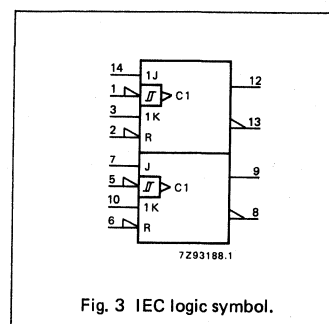 14 1J 12
1 C1
3 1K
2 R 13
7 J 9
5 C1
10 1K
6 R 8
7Z93188.1
Fig. 3 IEC logic symbol.